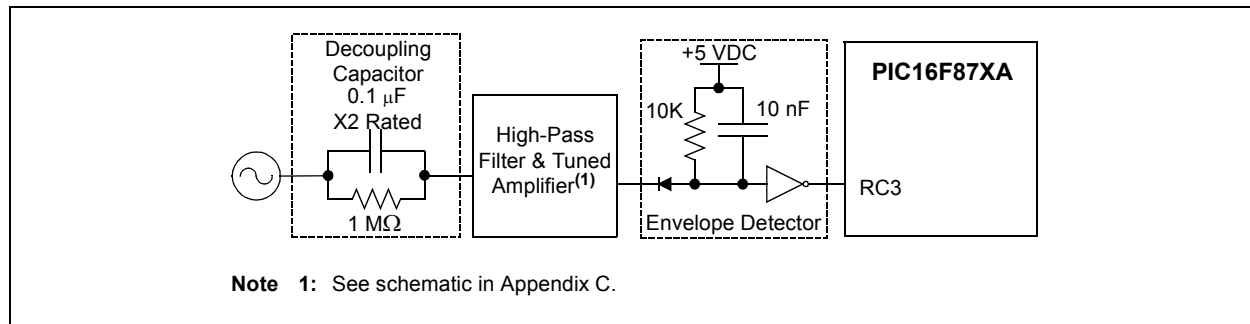 Decoupling
Capacitor
0.1 μF
X2 Rated
1 MΩ
High-Pass
Filter & Tuned
Amplifier(1)
+5 VDC
10K
10 nF
Envelope Detector
PIC16F87XA
RC3
Note 1: See schematic in Appendix C.